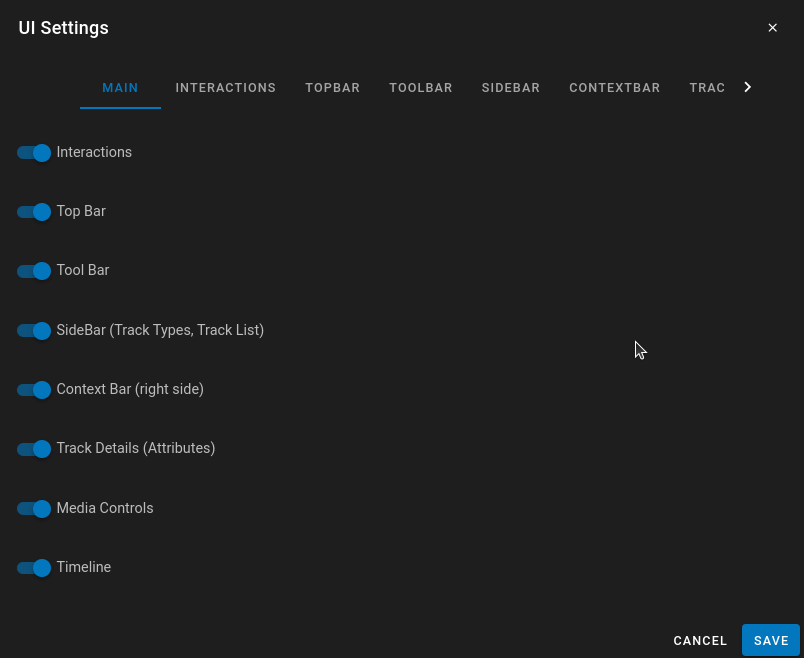 UI Settings
MAIN INTERACTIONS TOPBAR TOOLBAR SIDEBAR CONTEXTBAR TRAC
Interactions
Top Bar
Tool Bar
SideBar (Track Types, Track List)
Context Bar (right side)
Track Details (Attributes)
Media Controls
Timeline
CANCEL SAVE